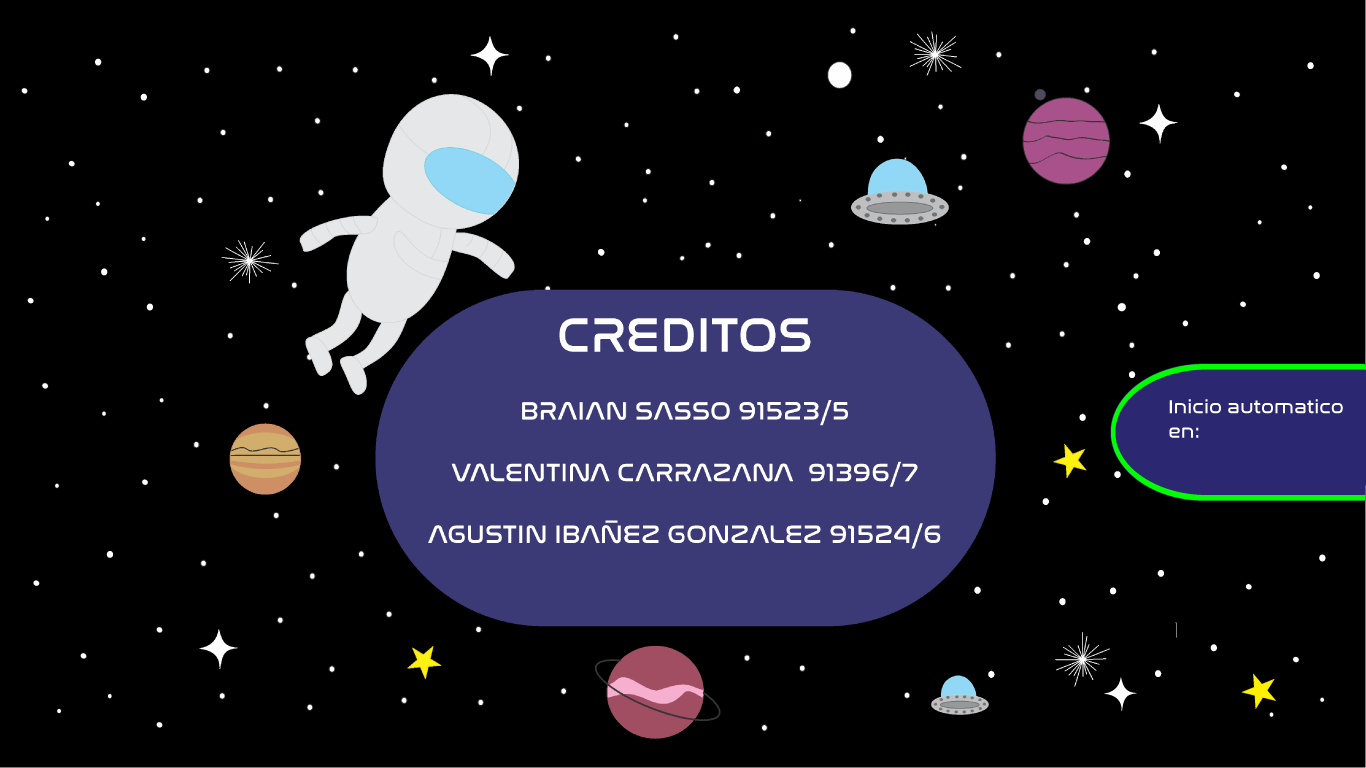 CREDITOS
BRAIAN SASSO 91523/5
VALENTINA CARRAZANA 91396/7
AGUSTIN IBAÑEZ GONZALEZ 91524/6
Inicio automatico
en: